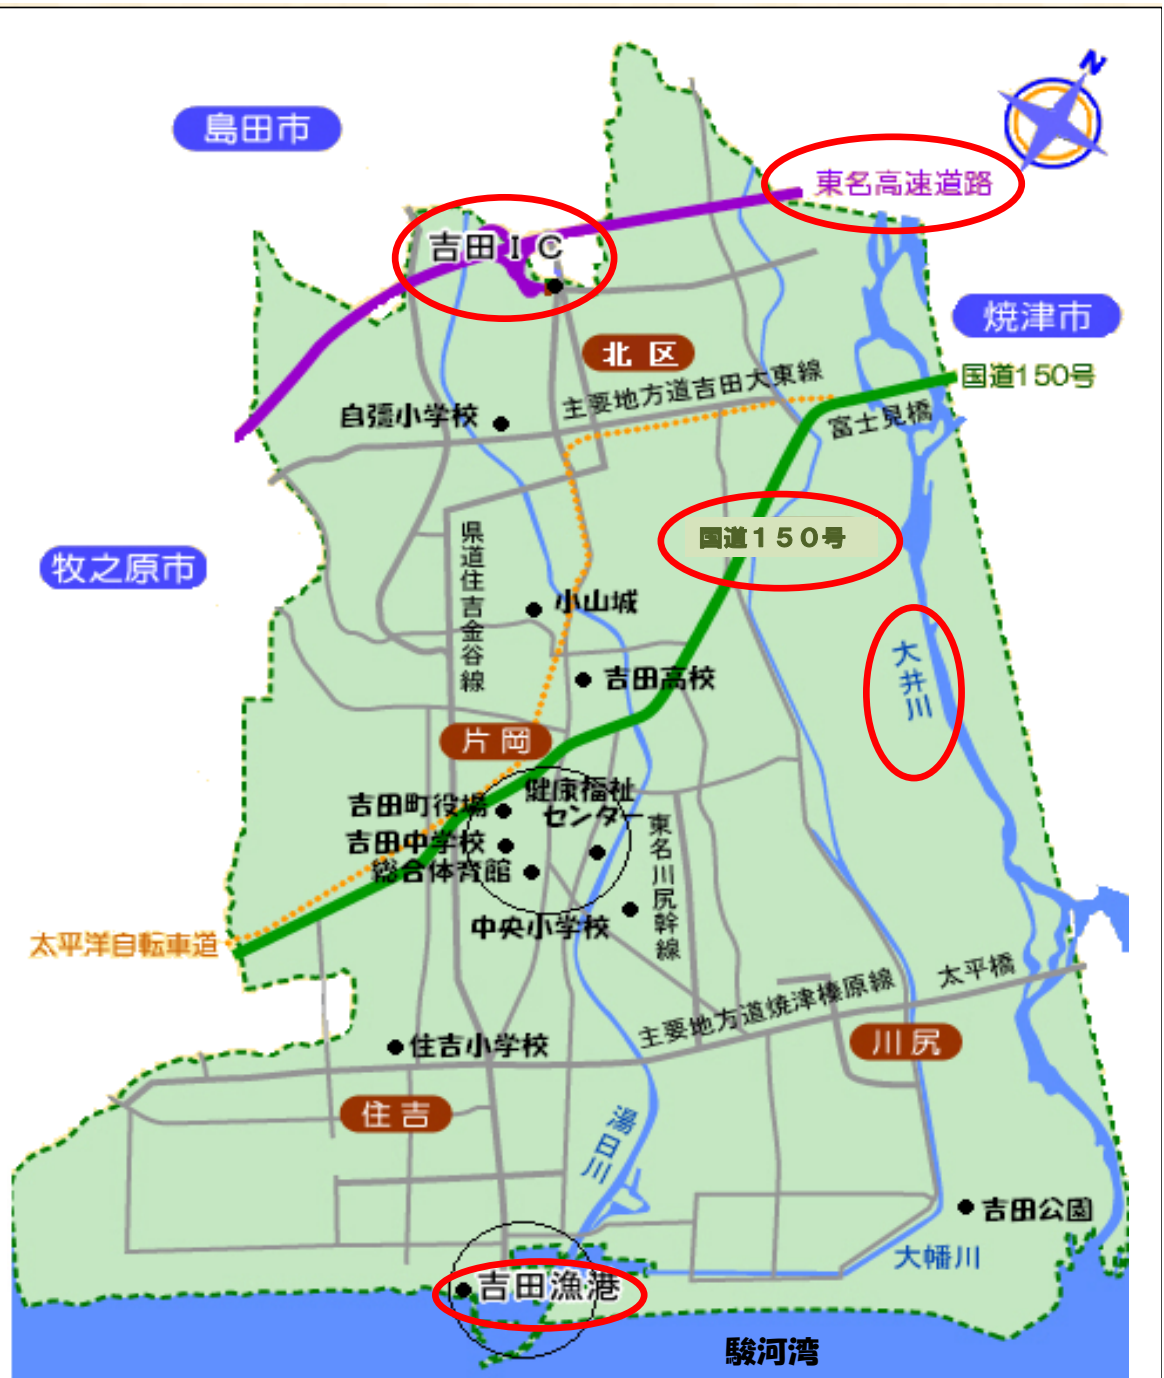 N
島田市
東名高速道路
吉田IC
焼津市
北区
国道150号
主要地方道吉田大東線
自彊小学校
富士見橋
国道150号
牧之原市
県道住吉金谷線
小山城
大井川
吉田高校
片岡
健康福祉
センター
吉田町役場
吉田中学校
総合体育館
東名川尻幹線
中央小学校
太平洋自転車道
太平橋
主要地方道焼津榛原線
川尻
住吉小学校
住吉
湯日川
吉田公園
大幡川
吉田漁港
駿河湾